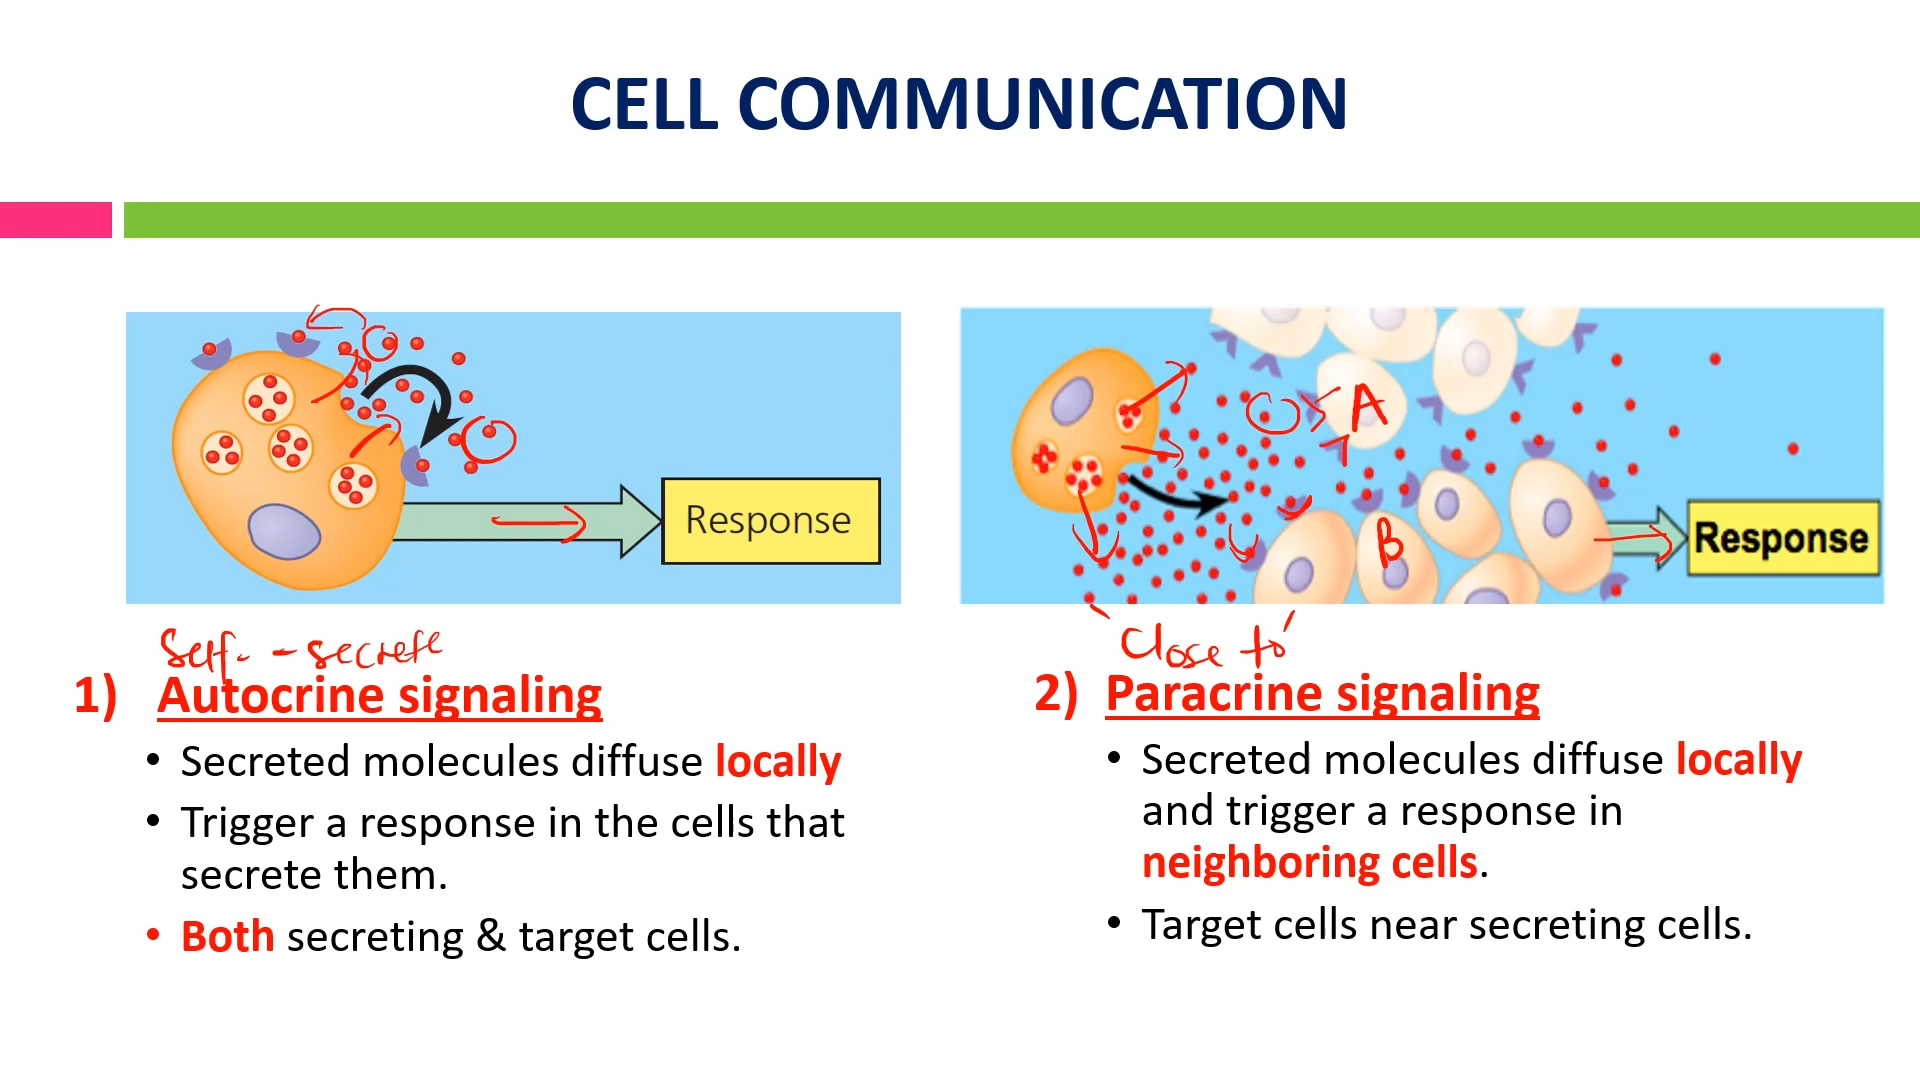 CELL COMMUNICATION
Response
A
B
Response
Self - secrete
1) Autocrine signaling
• Secreted molecules diffuse locally
• Trigger a response in the cells that
secrete them.
• Both secreting & target cells.
"Close to"
2) Paracrine signaling
• Secreted molecules diffuse locally
and trigger a response in
neighboring cells.
• Target cells near secreting cells.